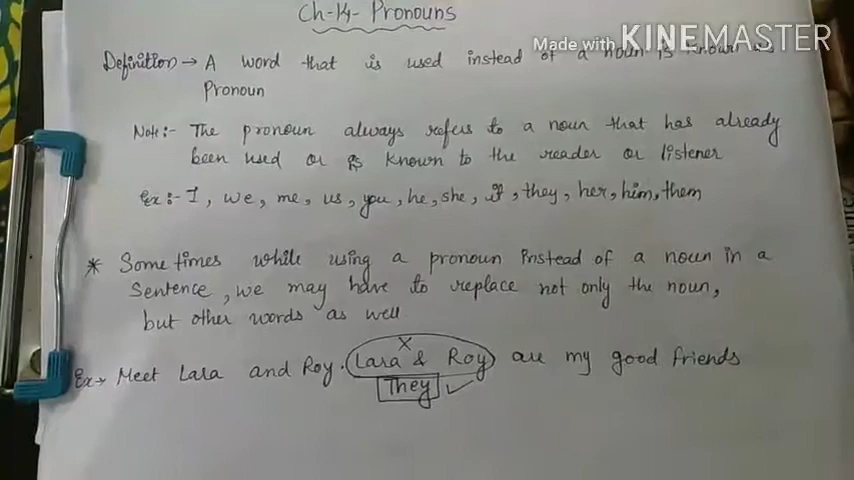 Ch-14- Pronouns
Made with KINEMASTER
Definition → A word that is used instead of a noun is known as
Pronoun
Note:- The pronoun always refers to a noun that has already
been used or is known to the reader or listener
Ex:- I, we, me, us, you, he, she, it, they, her, him, them
* Some times while using a pronoun instead of a noun in a
sentence, we may have to replace not only the noun,
but other words as well
X
Ex → Meet Lara and Roy. Lara & Roy are my good friends
They ✓